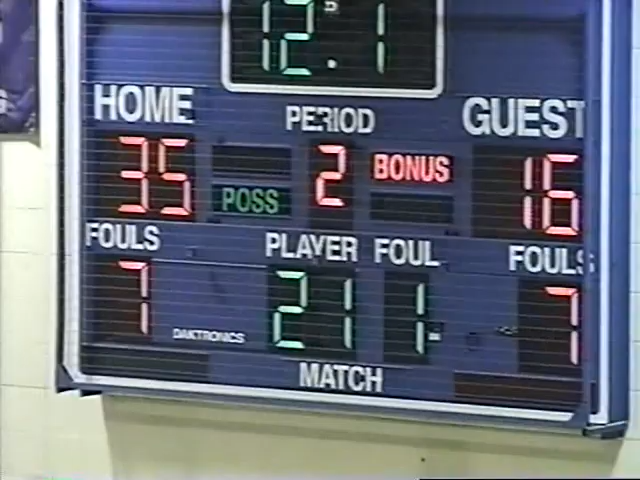 12.1
HOME PERIOD GUEST
35 POSS 2 BONUS 16
FOULS PLAYER FOUL FOULS
7 DAKTRONICS 21 1 7
MATCH